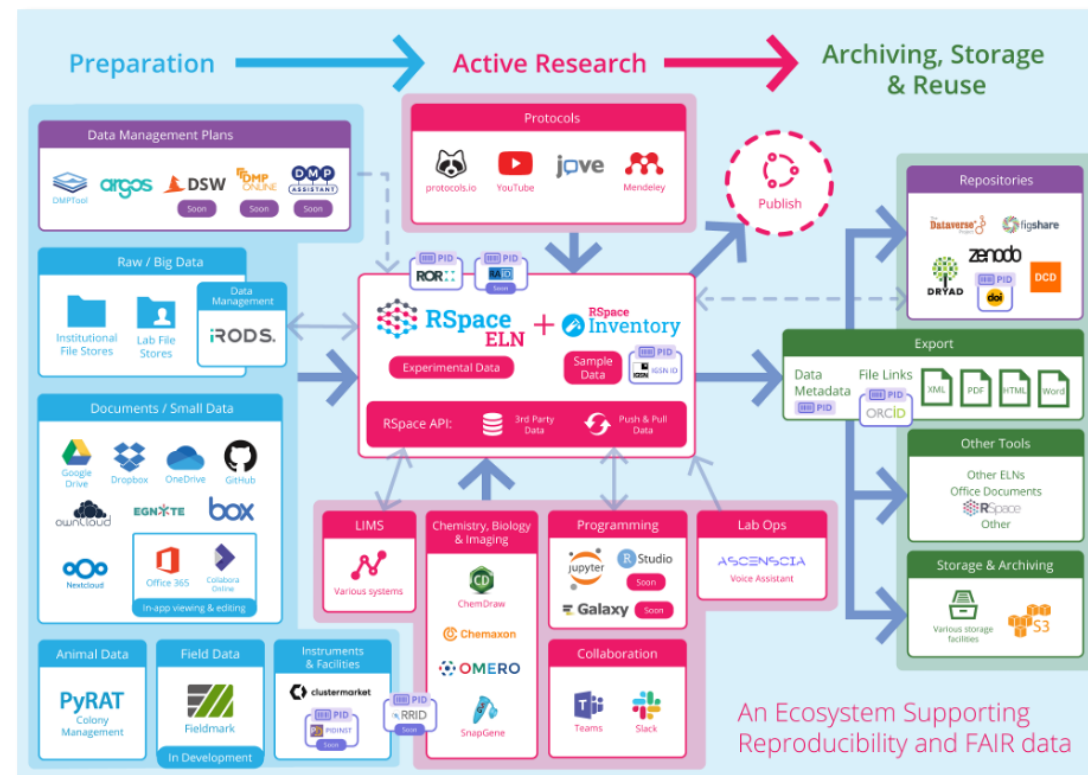 Preparation
Active Research
Archiving, Storage
& Reuse
Data Management Plans
DMPTool
argos
DSW
Soon
DMP
ONLINE
Soon
DMP
ASSISTANT
Soon
Protocols
protocols.io
YouTube
jove
Mendeley
Publish
Repositories
The
Dataverse
Project
figshare
DRYAD
zenodo
PID
doi
DCD
Raw / Big Data
Institutional
File Stores
Lab File
Stores
Data
Management
iRODS.
PID
ROR
PID
RAiD
Soon
RSpace
ELN
+
RSpace
Inventory
Experimental Data
Sample
Data
PID
IGSN
IGSN ID
RSpace API:
3rd Party
Data
Push & Pull
Data
Export
Data
Metadata
PID
File Links
PID
ORCID
XML
PDF
HTML
Word
Documents / Small Data
Google
Drive
Dropbox
OneDrive
GitHub
ownCloud
EGNYTE
box
Nextcloud
Office 365
Collabora
Online
In-app viewing & editing
Other Tools
Other ELNs
Office Documents
RSpace
Other
LIMS
Various systems
Chemistry, Biology
& Imaging
CD
ChemDraw
Chemaxon
OMERO
SnapGene
Programming
jupyter
R Studio
Soon
Galaxy
Soon
Lab Ops
ASCENSCIA
Voice Assistant
Storage & Archiving
Various storage
facilities
S3
Animal Data
PyRAT
Colony
Management
Field Data
Fieldmark
In Development
Instruments
& Facilities
clustermarket
PID
PIDINST
Soon
PID
RRID
Soon
Collaboration
Teams
Slack
An Ecosystem Supporting
Reproducibility and FAIR data